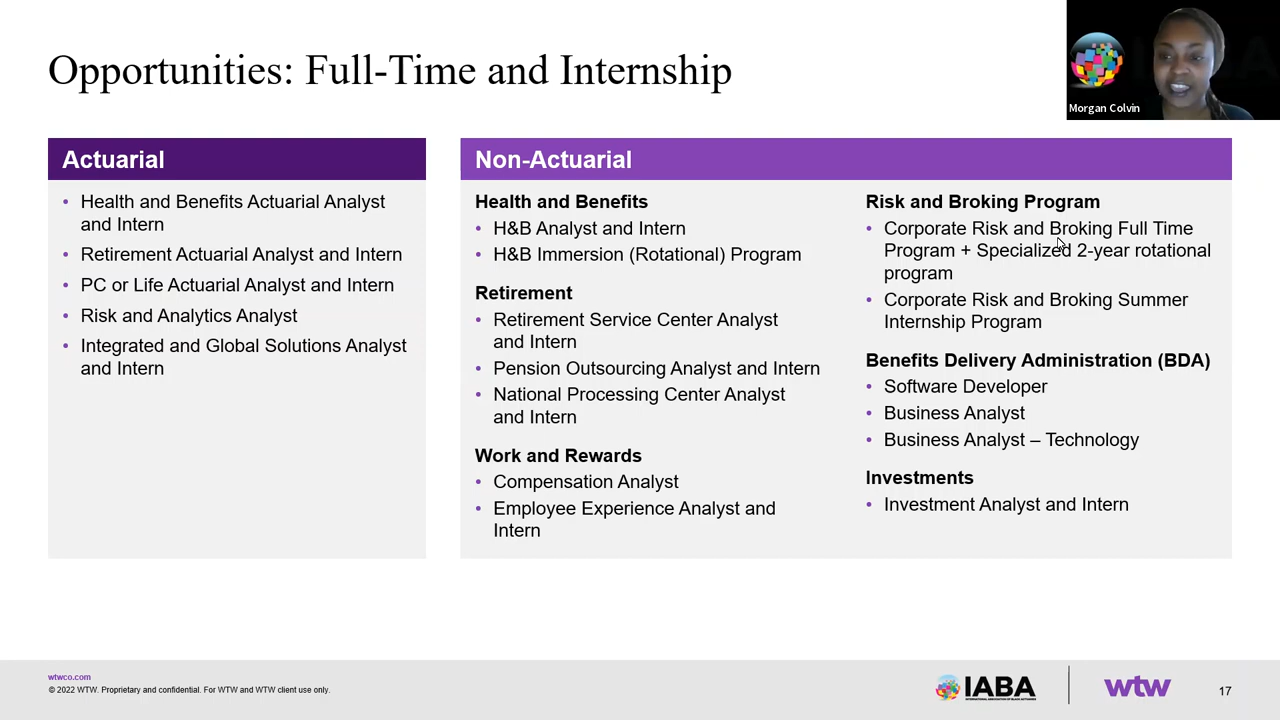 Opportunities: Full-Time and Internship
Morgan Colvin
Actuarial
• Health and Benefits Actuarial Analyst
and Intern
• Retirement Actuarial Analyst and Intern
• PC or Life Actuarial Analyst and Intern
• Risk and Analytics Analyst
• Integrated and Global Solutions Analyst
and Intern
Non-Actuarial
Health and Benefits
• H&B Analyst and Intern
• H&B Immersion (Rotational) Program
Retirement
• Retirement Service Center Analyst
and Intern
• Pension Outsourcing Analyst and Intern
• National Processing Center Analyst
and Intern
Work and Rewards
• Compensation Analyst
• Employee Experience Analyst and
Intern
Risk and Broking Program
• Corporate Risk and Broking Full Time
Program + Specialized 2-year rotational
program
• Corporate Risk and Broking Summer
Internship Program
Benefits Delivery Administration (BDA)
• Software Developer
• Business Analyst
• Business Analyst – Technology
Investments
• Investment Analyst and Intern
wtwco.com
© 2022 WTW. Proprietary and confidential. For WTW and WTW client use only.
IABA
INTERNATIONAL ASSOCIATION OF BLACK ACTUARIES
wtw
17